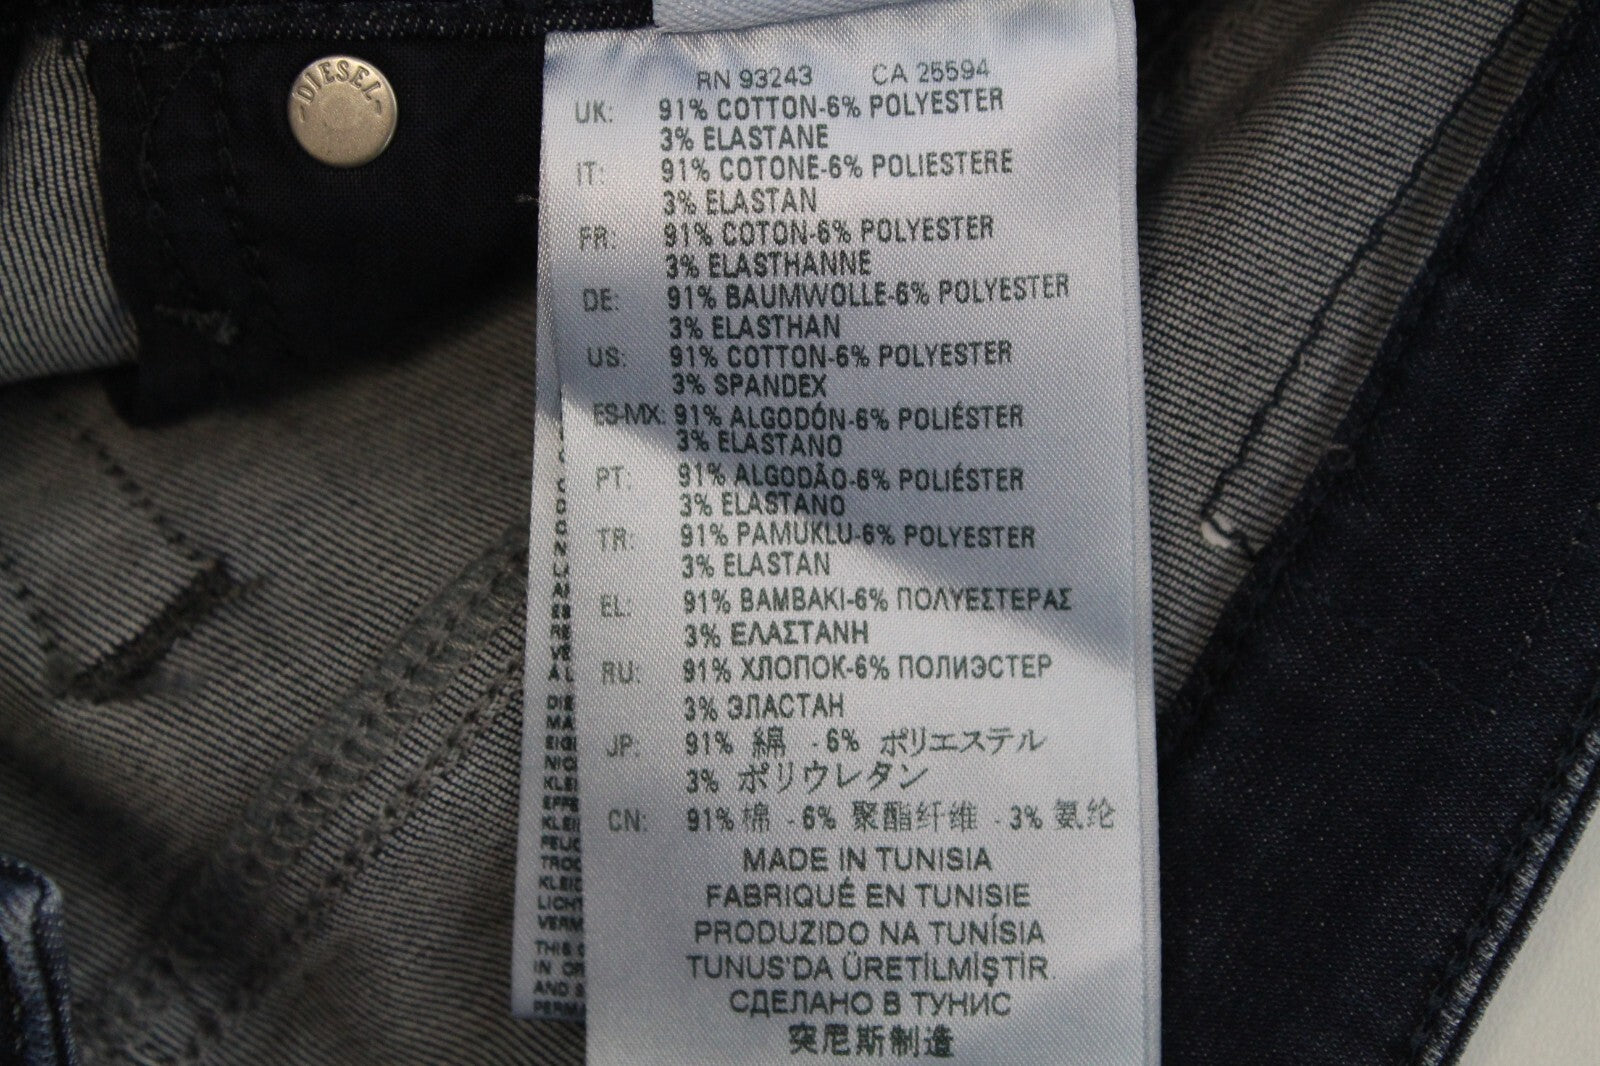 DIESEL
RN 93243 CA 25594
UK: 91% COTTON-6% POLYESTER
3% ELASTANE
IT: 91% COTONE-6% POLIESTERE
3% ELASTAN
FR: 91% COTON-6% POLYESTER
3% ELASTHANNE
DE: 91% BAUMWOLLE-6% POLYESTER
3% ELASTHAN
US: 91% COTTON-6% POLYESTER
3% SPANDEX
ES-MX: 91% ALGODÓN-6% POLIÉSTER
3% ELASTANO
PT: 91% ALGODÃO-6% POLIÉSTER
3% ELASTANO
TR: 91% PAMUKLU-6% POLYESTER
3% ELASTAN
EL: 91% ΒΑΜΒΑΚΙ-6% ΠΟΛΥΕΣΤΕΡΑΣ
3% ΕΛΑΣΤΑΝΗ
RU: 91% ХЛОПОК-6% ПОЛИЭСТЕР
3% ЭЛАСТАН
JP: 91% 綿 -6% ポリエステル
3% ポリウレタン
CN: 91% 棉 -6% 聚酯纤维 -3% 氨纶
MADE IN TUNISIA
FABRIQUÉ EN TUNISIE
PRODUZIDO NA TUNÍSIA
TUNUS'DA ÜRETİLMİŞTİR.
СДЕЛАНО В ТУНИС
突尼斯制造